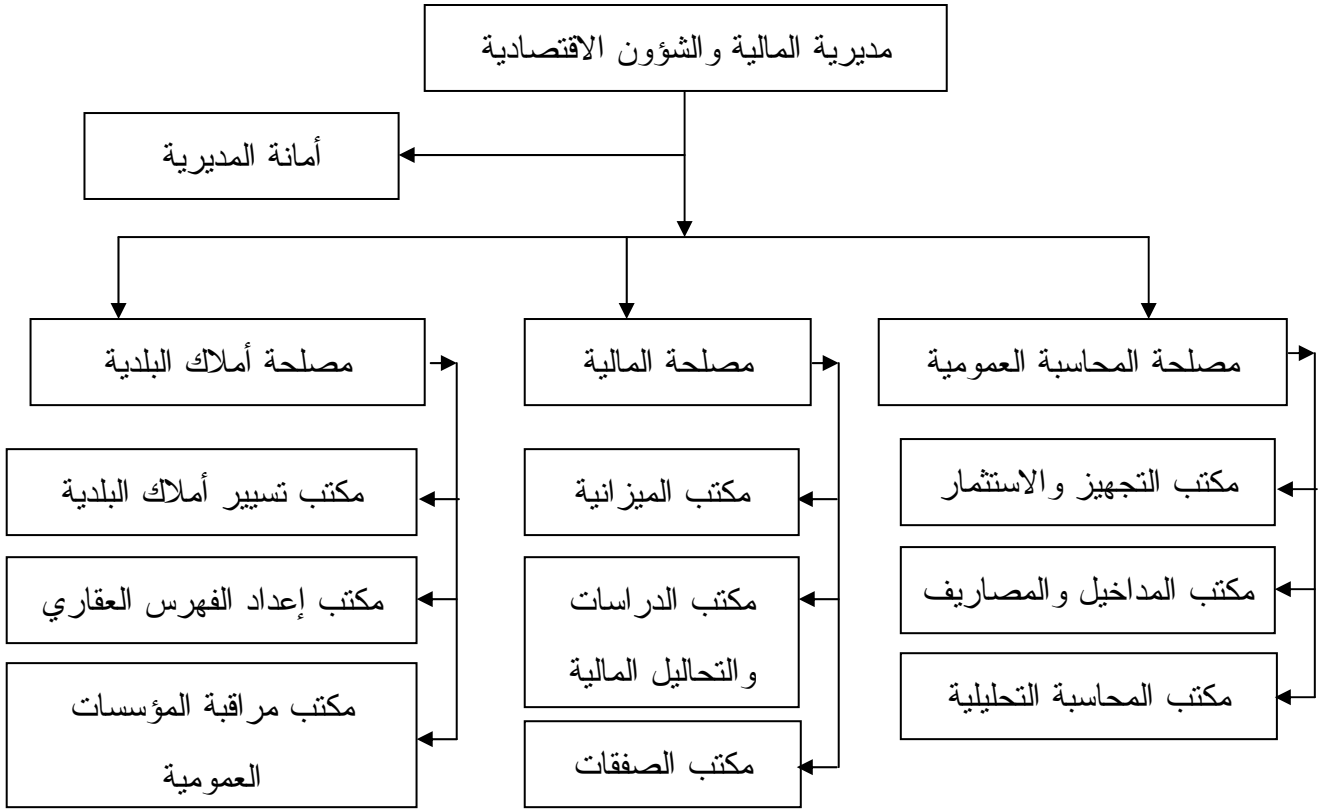 مديرية المالية والشؤون الاقتصادية
أمانة المديرية
مصلحة المحاسبة العمومية
مصلحة المالية
مصلحة أملاك البلدية
مكتب التجهيز والاستثمار
مكتب الميزانية
مكتب تسيير أملاك البلدية
مكتب المداخيل والمصاريف
مكتب الدراسات
والتحاليل المالية
مكتب إعداد الفهرس العقاري
مكتب المحاسبة التحليلية
مكتب الصفقات
مكتب مراقبة المؤسسات
العمومية